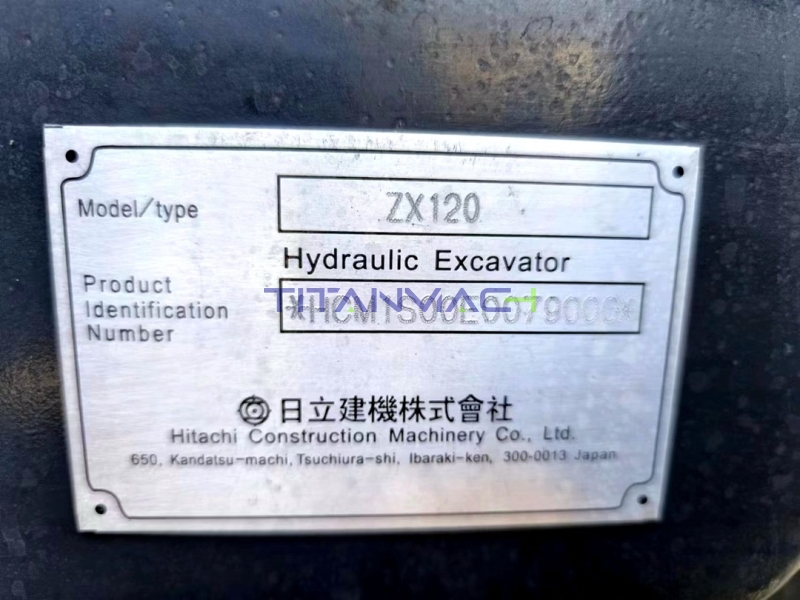 Model/type
ZX120
Hydraulic Excavator
Product
Identification
Number
TITANMACH
日立建機株式會社
Hitachi Construction Machinery Co., Ltd.
650, Kandatsu-machi, Tsuchiura-shi, Ibaraki-ken, 300-0013 Japan